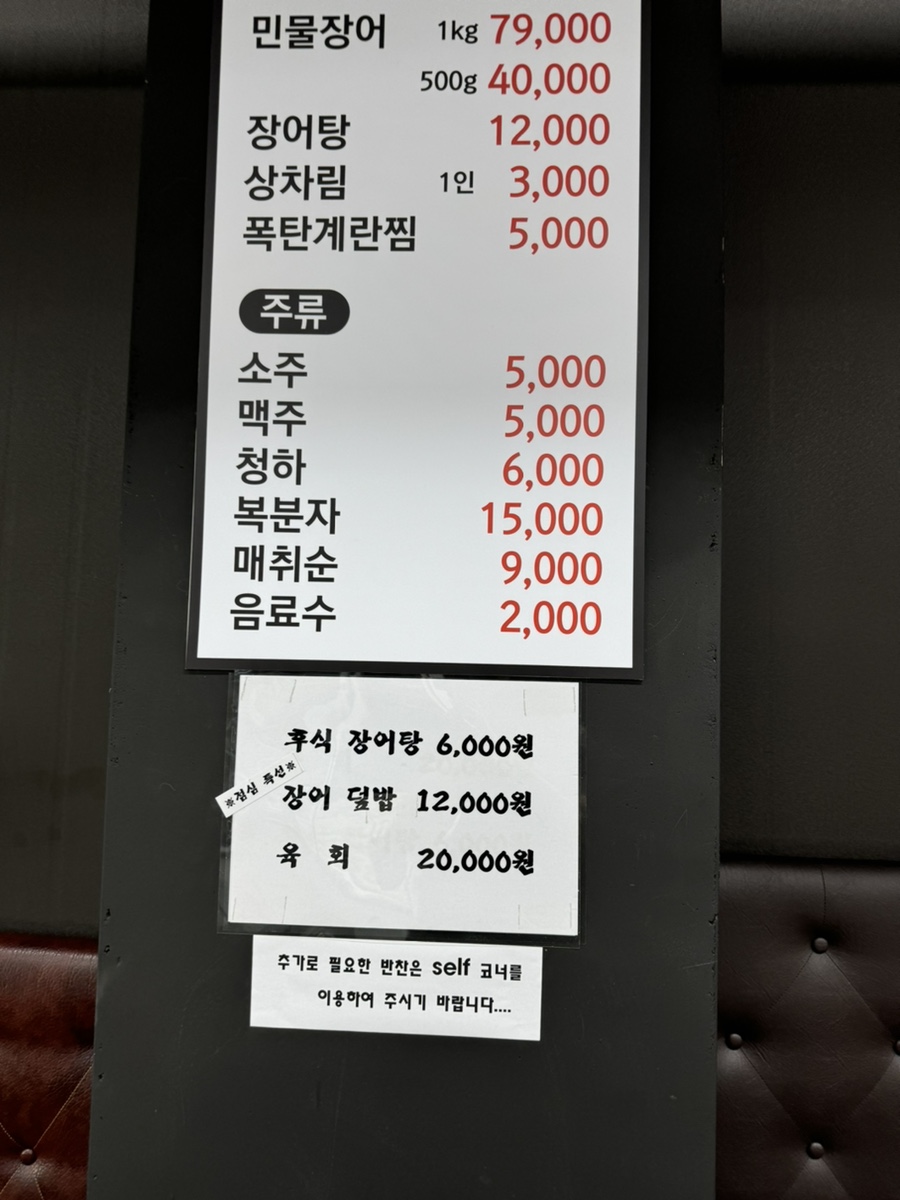 민물장어 1kg 79,000
500g 40,000
장어탕 12,000
상차림 1인 3,000
폭탄계란찜 5,000
주류
소주 5,000
맥주 5,000
청하 6,000
복분자 15,000
매취순 9,000
음료수 2,000
후식 장어탕 6,000원
※점심 특선※
장어 덮밥 12,000원
육 회 20,000원
추가로 필요한 반찬은 self 코너를
이용하여 주시기 바랍니다....